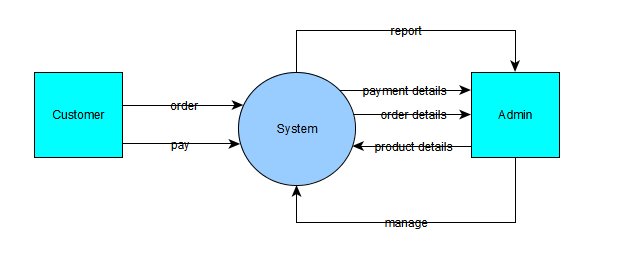 report
payment details
Customer
order
order details
Admin
System
pay
product details
manage